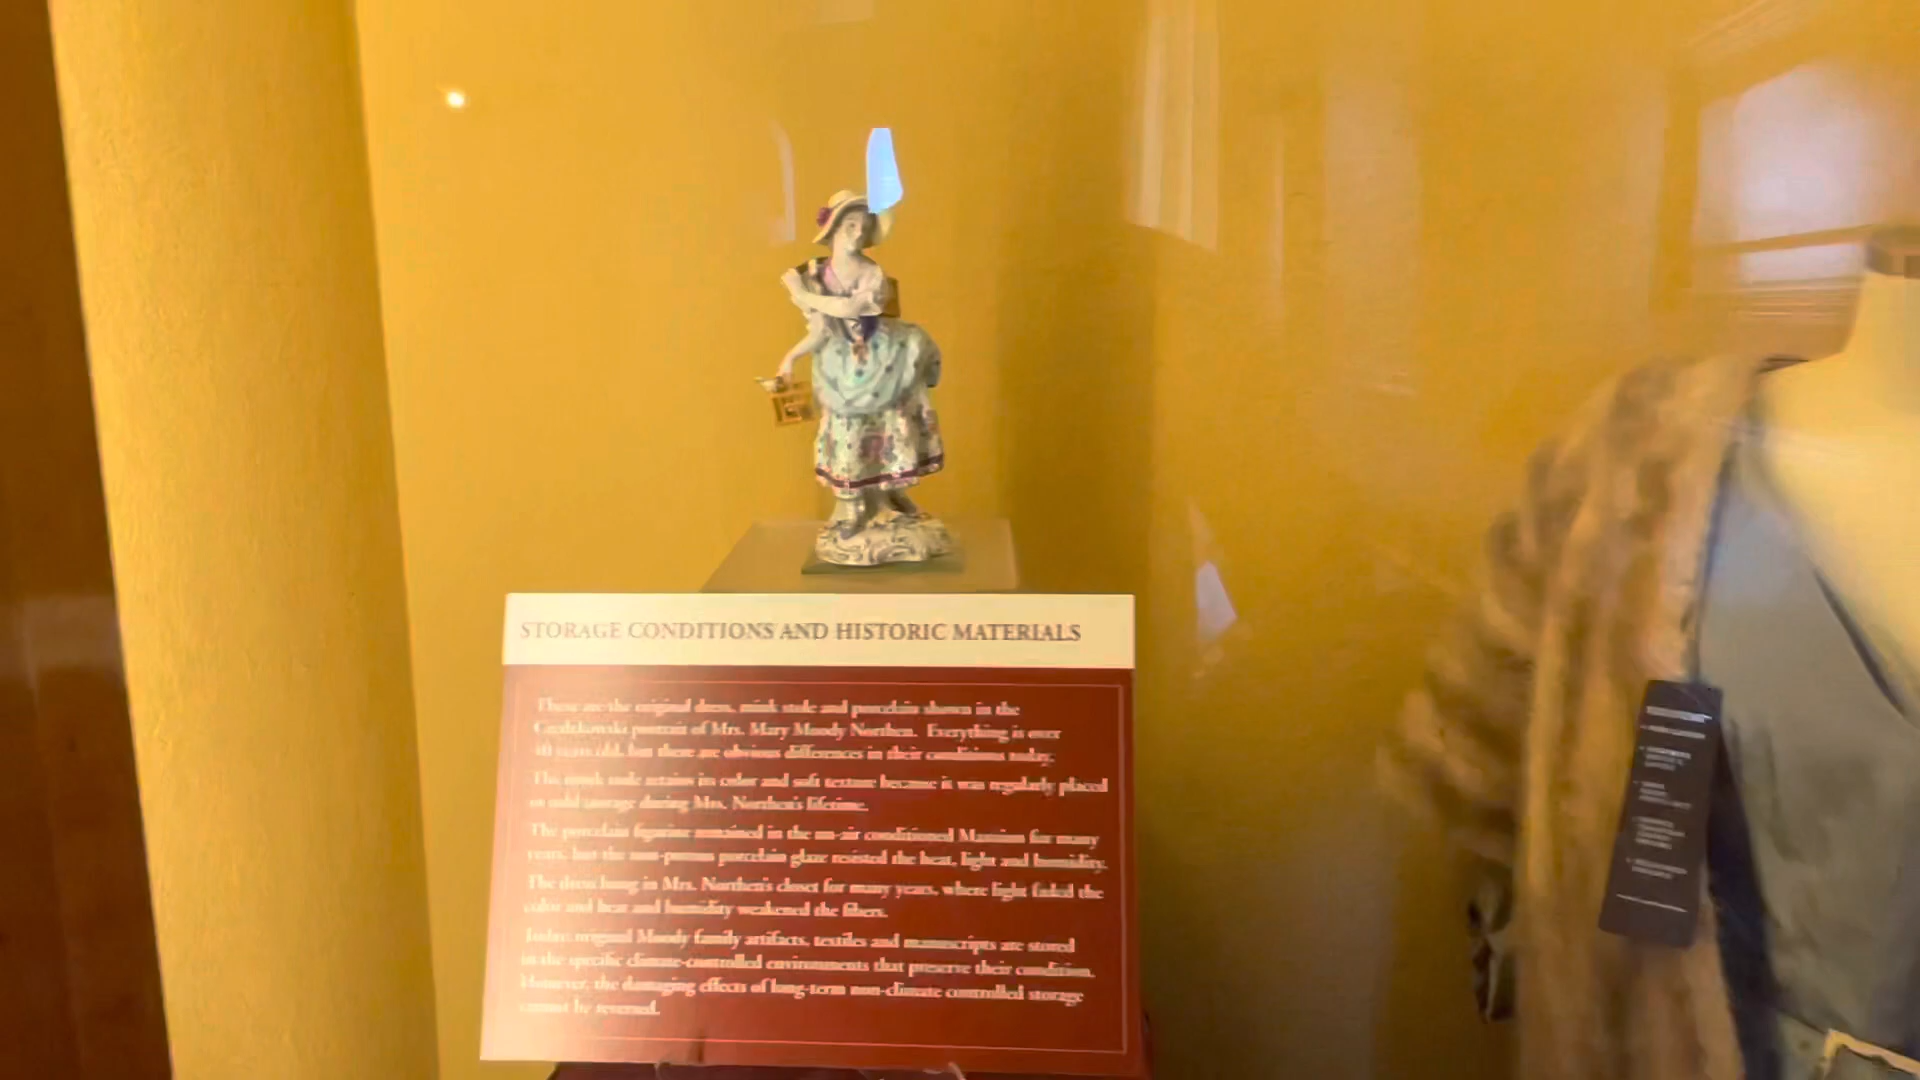 STORAGE CONDITIONS AND HISTORIC MATERIALS
These are the original dress, mink stole and porcelain shown in the
portrait of Mrs. Mary Moody Northen. Everything is over
40 years old, but there are obvious differences in their conditions today.
The mink stole retains its color and soft texture because it was regularly placed
in cold storage during Mrs. Northen's lifetime.
The porcelain figurine remained in the un-air conditioned Mansion for many
years, but the non-porous porcelain glaze resisted the heat, light and humidity.
The dress hung in Mrs. Northen's closet for many years, where light faded the
color and heat and humidity weakened the fibers.
Today original Moody family artifacts, textiles and manuscripts are stored
in the specific climate-controlled environments that preserve their condition.
However, the damaging effects of long-term non-climate controlled storage
cannot be reversed.